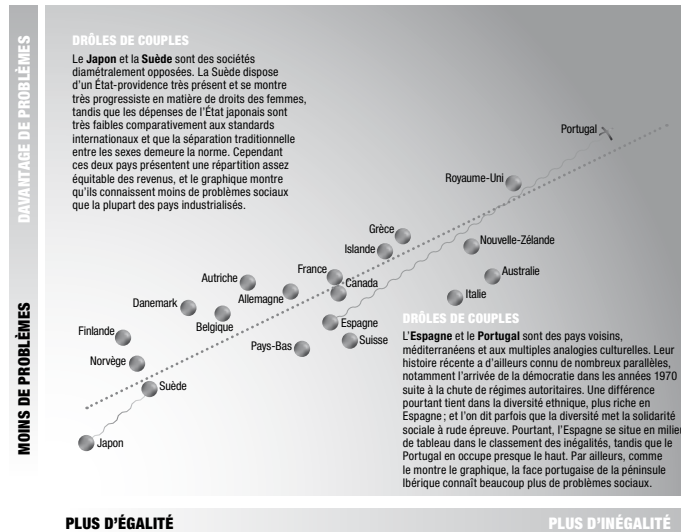 DRÔLES DE COUPLES
Le Japon et la Suède sont des sociétés
diamétralement opposées. La Suède dispose
d'un État-providence très présent et se montre
très progressiste en matière de droits des femmes,
tandis que les dépenses de l'État japonais sont
très faibles comparativement aux standards
internationaux et que la séparation traditionnelle
entre les sexes demeure la norme. Cependant
ces deux pays présentent une répartition assez
équitable des revenus, et le graphique montre
qu'ils connaissent moins de problèmes sociaux
que la plupart des pays industrialisés.
DAVANTAGE DE PROBLÈMES
MOINS DE PROBLÈMES
Portugal
Royaume-Uni
Grèce
Islande
Nouvelle-Zélande
France
Australie
Autriche
Canada
Allemagne
Italie
Danemark
Belgique
Espagne
Finlande
Suisse
Pays-Bas
Norvège
Suède
Japon
DRÔLES DE COUPLES
L'Espagne et le Portugal sont des pays voisins,
méditerranéens et aux multiples analogies culturelles. Leur
histoire récente a d'ailleurs connu de nombreux parallèles,
notamment l'arrivée de la démocratie dans les années 1970
suite à la chute de régimes autoritaires. Une différence
pourtant tient dans la diversité ethnique, plus riche en
Espagne ; et l'on dit parfois que la diversité met la solidarité
sociale à rude épreuve. Pourtant, l'Espagne se situe en milieu
de tableau dans le classement des inégalités, tandis que le
Portugal en occupe presque le haut. Par ailleurs, comme
le montre le graphique, la face portugaise de la péninsule
Ibérique connaît beaucoup plus de problèmes sociaux.
PLUS D'ÉGALITÉ
PLUS D'INÉGALITÉ